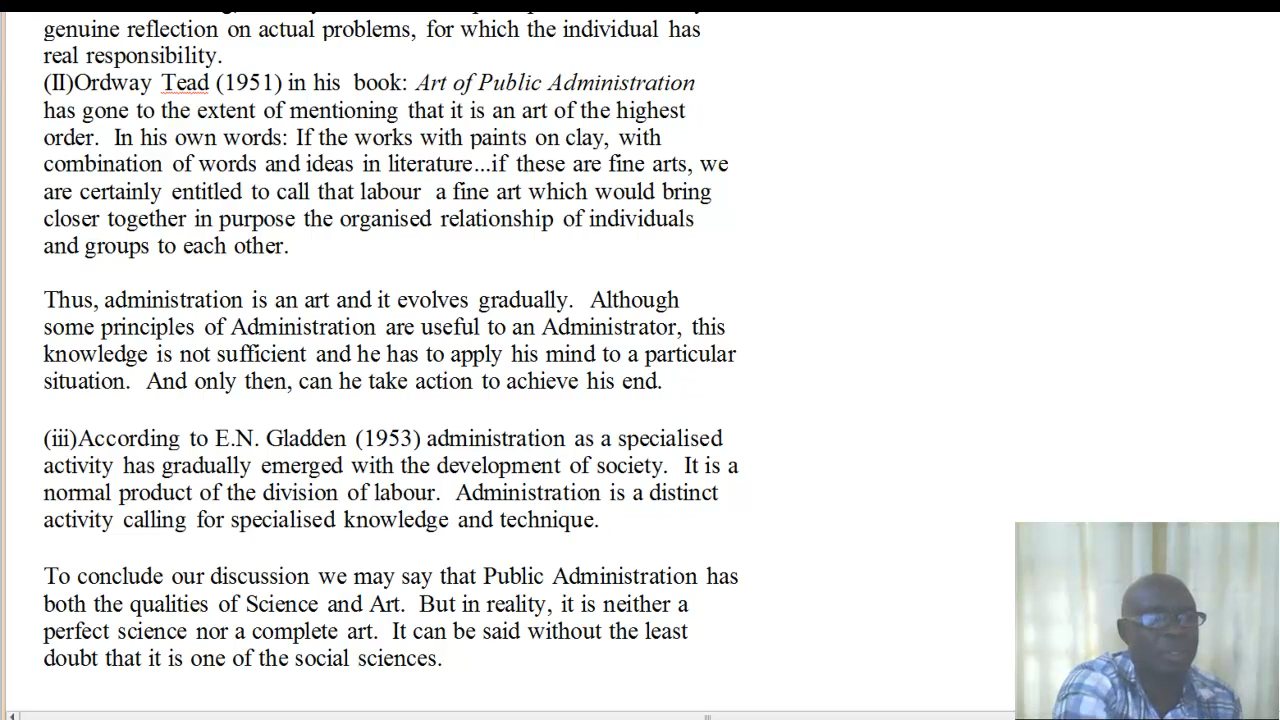 genuine reflection on actual problems, for which the individual has
real responsibility.
(II)Ordway Tead (1951) in his book: Art of Public Administration
has gone to the extent of mentioning that it is an art of the highest
order. In his own words: If the works with paints on clay, with
combination of words and ideas in literature...if these are fine arts, we
are certainly entitled to call that labour a fine art which would bring
closer together in purpose the organised relationship of individuals
and groups to each other.
Thus, administration is an art and it evolves gradually. Although
some principles of Administration are useful to an Administrator, this
knowledge is not sufficient and he has to apply his mind to a particular
situation. And only then, can he take action to achieve his end.
(iii)According to E.N. Gladden (1953) administration as a specialised
activity has gradually emerged with the development of society. It is a
normal product of the division of labour. Administration is a distinct
activity calling for specialised knowledge and technique.
To conclude our discussion we may say that Public Administration has
both the qualities of Science and Art. But in reality, it is neither a
perfect science nor a complete art. It can be said without the least
doubt that it is one of the social sciences.